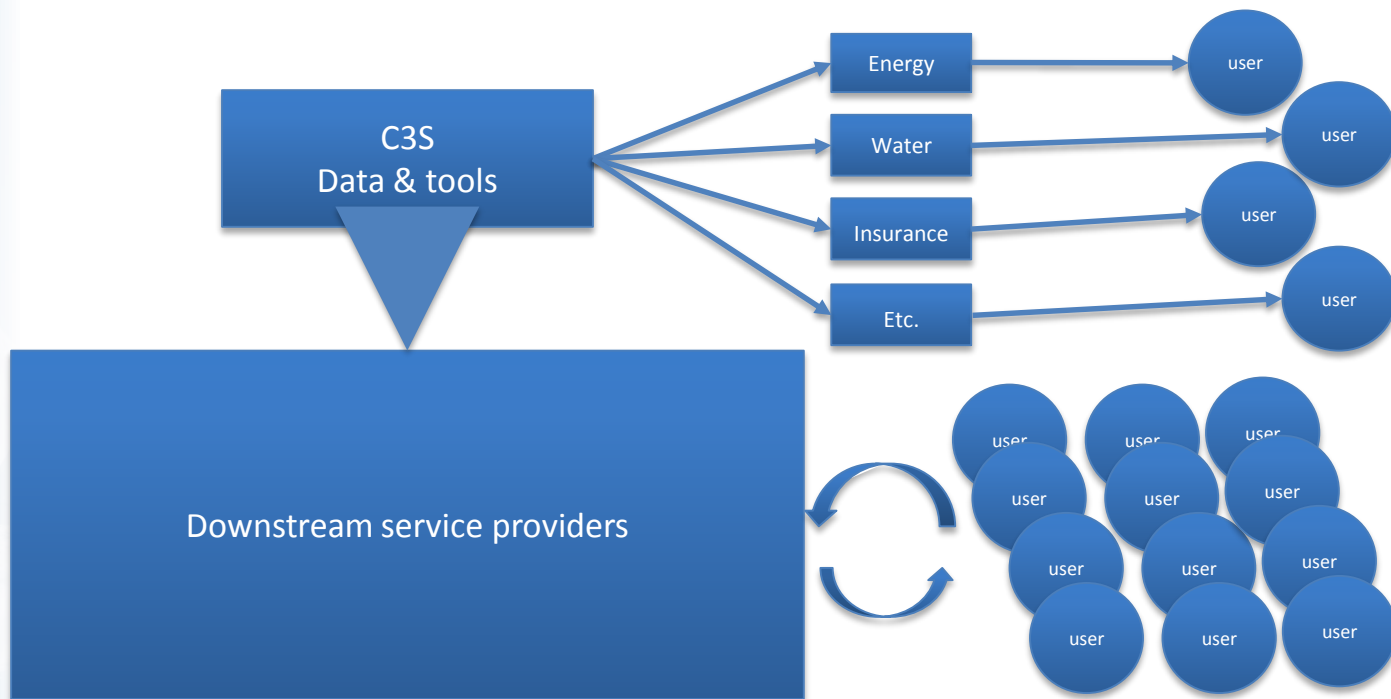 C3S
Data & tools
Energy
user
Water
user
Insurance
user
Etc.
user
Downstream service providers
user
user
user
user
user
user
user
user
user
user
user
user